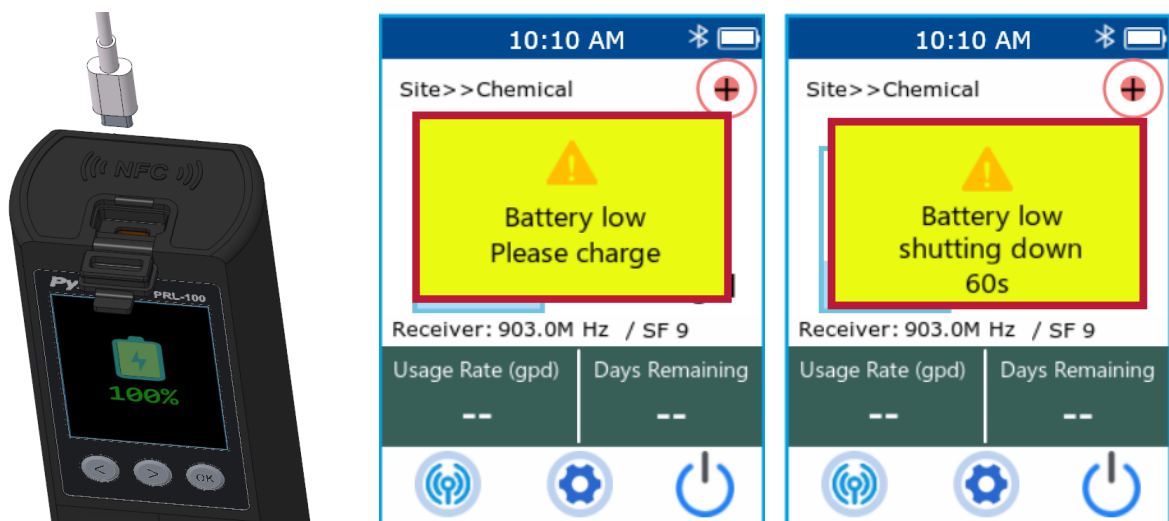 ((( NFC )))
Py
PRL-100
100%
<
>
OK
10:10 AM
Site>>Chemical
Battery low
Please charge
Receiver: 903.0M Hz / SF 9
Usage Rate (gpd) Days Remaining
-- --
10:10 AM
Site>>Chemical
Battery low
shutting down
60s
Receiver: 903.0M Hz / SF 9
Usage Rate (gpd) Days Remaining
-- --